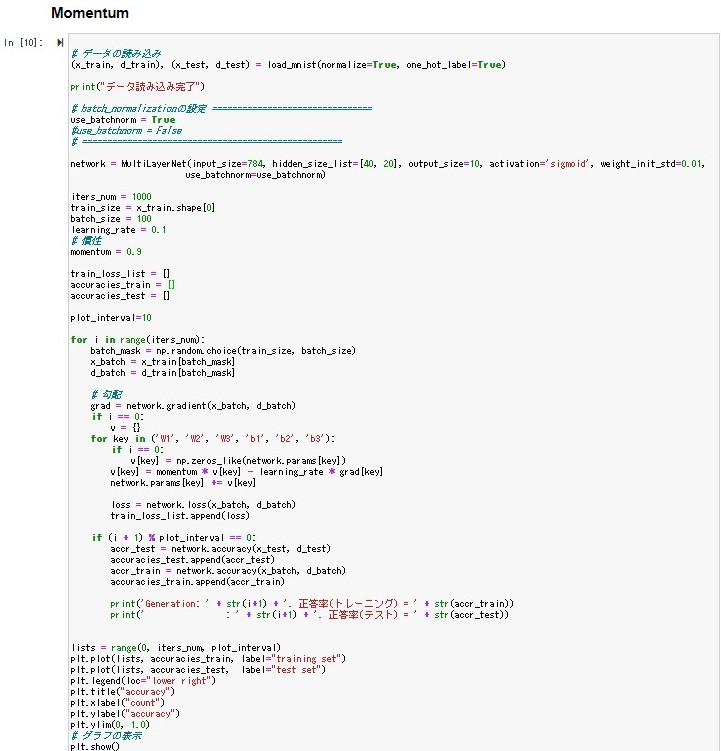 Momentum
In [10]:
# データの読み込み
(x_train, d_train), (x_test, d_test) = load_mnist(normalize=True, one_hot_label=True)
print("データ読み込み完了")
# batch_normalizationの設定 ================================
use_batchnorm = True
#use_batchnorm = False
# ====================================================
network = MultiLayerNet(input_size=784, hidden_size_list=[40, 20], output_size=10, activation='sigmoid', weight_init_std=0.01,
use_batchnorm=use_batchnorm)
iters_num = 1000
train_size = x_train.shape[0]
batch_size = 100
learning_rate = 0.1
# 慣性
momentum = 0.9
train_loss_list = []
accuracies_train = []
accuracies_test = []
plot_interval=10
for i in range(iters_num):
batch_mask = np.random.choice(train_size, batch_size)
x_batch = x_train[batch_mask]
d_batch = d_train[batch_mask]
# 勾配
grad = network.gradient(x_batch, d_batch)
if i == 0:
v = {}
for key in ('W1', 'W2', 'W3', 'b1', 'b2', 'b3'):
if i == 0:
v[key] = np.zeros_like(network.params[key])
v[key] = momentum * v[key] - learning_rate * grad[key]
network.params[key] += v[key]
loss = network.loss(x_batch, d_batch)
train_loss_list.append(loss)
if (i + 1) % plot_interval == 0:
accr_test = network.accuracy(x_test, d_test)
accuracies_test.append(accr_test)
accr_train = network.accuracy(x_batch, d_batch)
accuracies_train.append(accr_train)
print('Generation: ' + str(i+1) + '. 正答率(トレーニング) = ' + str(accr_train))
print('                : ' + str(i+1) + '. 正答率(テスト) = ' + str(accr_test))
lists = range(0, iters_num, plot_interval)
plt.plot(lists, accuracies_train, label="training set")
plt.plot(lists, accuracies_test,  label="test set")
plt.legend(loc="lower right")
plt.title("accuracy")
plt.xlabel("count")
plt.ylabel("accuracy")
plt.ylim(0, 1.0)
# グラフの表示
plt.show()